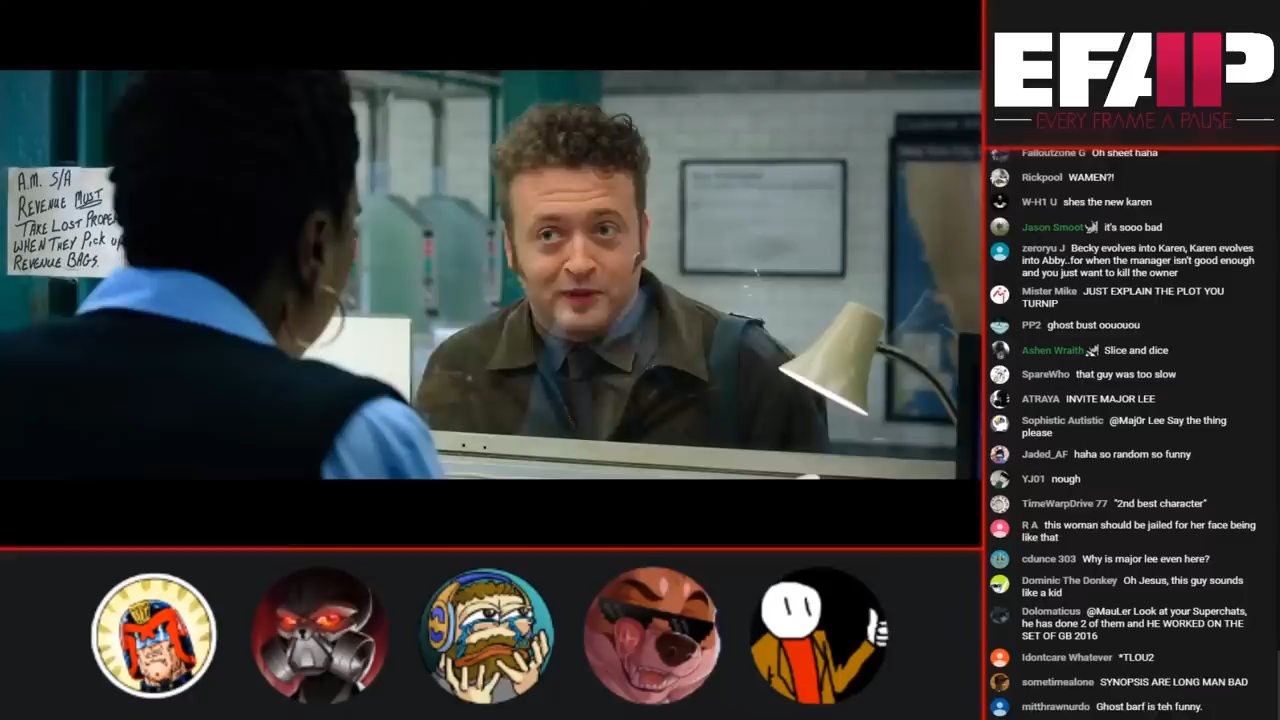 A.M. S/A
REVENUE MUST
TAKE LOST PROPE
WHEN THEY PICK UP
REVENUE BAGS.
EFAP
EVERY FRAME A PAUSE
Falloutzone G Oh sheet haha
Rickpool WAMEN?!
W-H1 U shes the new karen
Jason Smoot it's sooo bad
zeroryu J Becky evolves into Karen, Karen evolves
into Abby..for when the manager isn't good enough
and you just want to kill the owner
Mister Mike JUST EXPLAIN THE PLOT YOU
TURNIP
PP2 ghost bust oouuouu
Ashen Wraith Slice and dice
SpareWho that guy was too slow
ATRAYA INVITE MAJOR LEE
Sophistic Autistic @Maj0r Lee Say the thing
please
Jaded_AF haha so random so funny
YJ01 nough
TimeWarpDrive 77 "2nd best character"
R A this woman should be jailed for her face being
like that
cdunce 303 Why is major lee even here?
Dominic The Donkey Oh Jesus, this guy sounds
like a kid
Dolomaticus @MauLer Look at your Superchats,
he has done 2 of them and HE WORKED ON THE
SET OF GB 2016
Idontcare Whatever *TLOU2
sometimealone SYNOPSIS ARE LONG MAN BAD
mitthrawnurdo Ghost barf is teh funny.